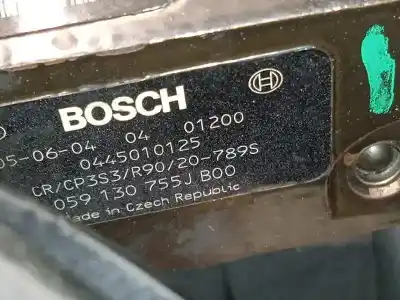 BOSCH
05-06-04 04 01200
0445010125
CR/CP3S3/R90/20-789S
059 130 755J B00
Made in Czech Republic